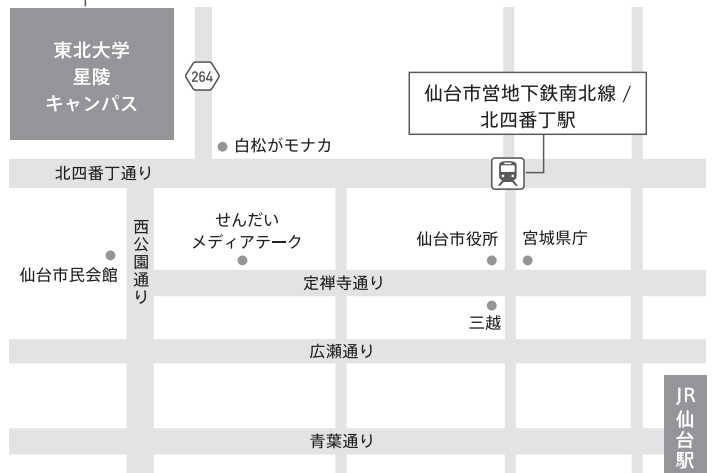 東北大学
星陵
キャンパス
264
仙台市営地下鉄南北線 /
北四番丁駅
白松がモナカ
北四番丁通り
西公園通り
せんだい
メディアテーク
仙台市役所
宮城県庁
仙台市民会館
定禅寺通り
三越
広瀬通り
JR仙台駅
青葉通り